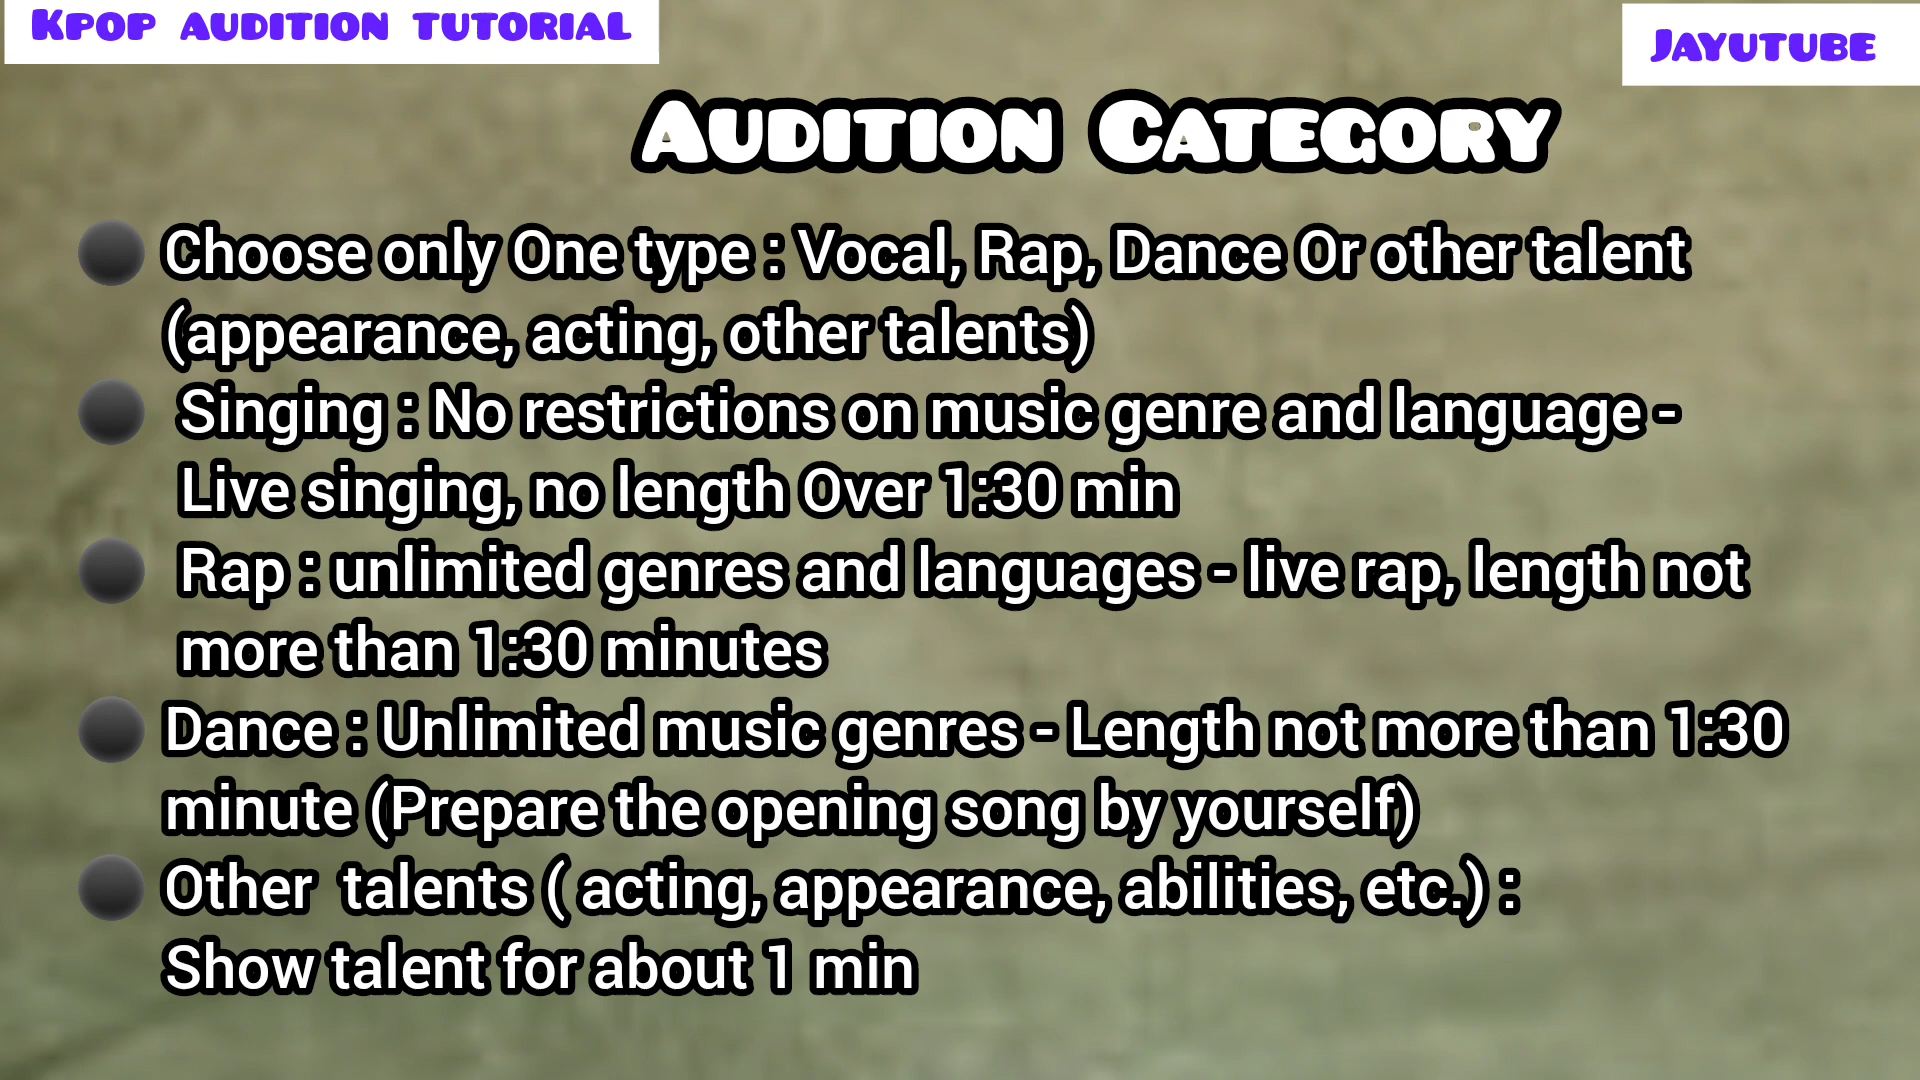 Kpop audition tutorial
Jayutube
Audition Category
Choose only One type : Vocal, Rap, Dance Or other talent
(appearance, acting, other talents)
Singing : No restrictions on music genre and language -
Live singing, no length Over 1:30 min
Rap : unlimited genres and languages - live rap, length not
more than 1:30 minutes
Dance : Unlimited music genres - Length not more than 1:30
minute (Prepare the opening song by yourself)
Other talents ( acting, appearance, abilities, etc.) :
Show talent for about 1 min